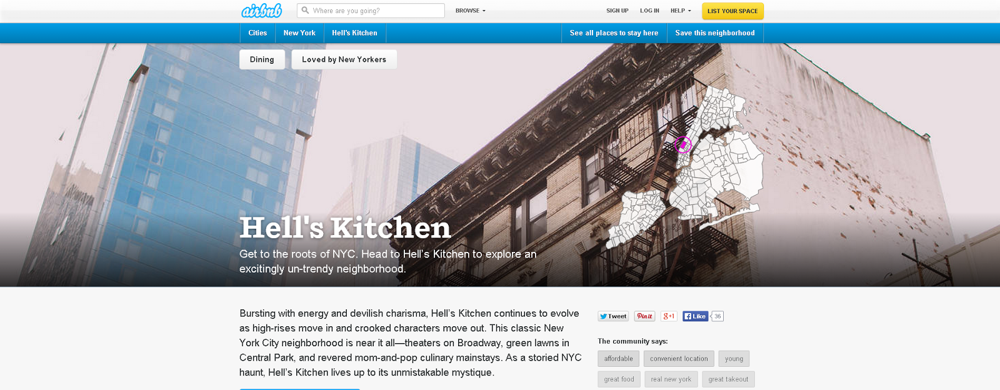 airbnb
Where are you going?
BROWSE
SIGN UP
LOG IN
HELP
LIST YOUR SPACE
Cities
New York
Hell's Kitchen
See all places to stay here
Save this neighborhood
Dining
Loved by New Yorkers
Hell's Kitchen
Get to the roots of NYC. Head to Hell’s Kitchen to explore an
excitingly un-trendy neighborhood.
Bursting with energy and devilish charisma, Hell’s Kitchen continues to evolve
as high-rises move in and crooked characters move out. This classic New
York City neighborhood is near it all—theaters on Broadway, green lawns in
Central Park, and revered mom-and-pop culinary mainstays. As a storied NYC
haunt, Hell’s Kitchen lives up to its unmistakable mystique.
Tweet
Pin it
g+1
f Like
36
The community says:
affordable
convenient location
young
great food
real new york
great takeout